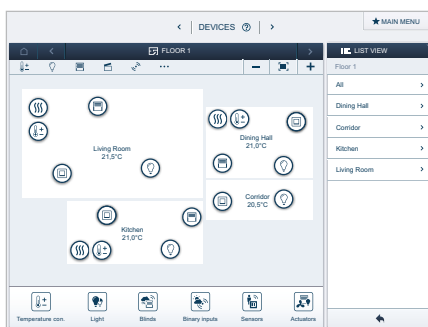 DEVICES
MAIN MENU
FLOOR 1
LIST VIEW
Floor 1
All
Dining Hall
Corridor
Kitchen
Living Room
Living Room
21,5°C
Dining Hall
21,0°C
Corridor
20,5°C
Kitchen
21,0°C
Temperature con.
Light
Blinds
Binary inputs
Sensors
Actuators